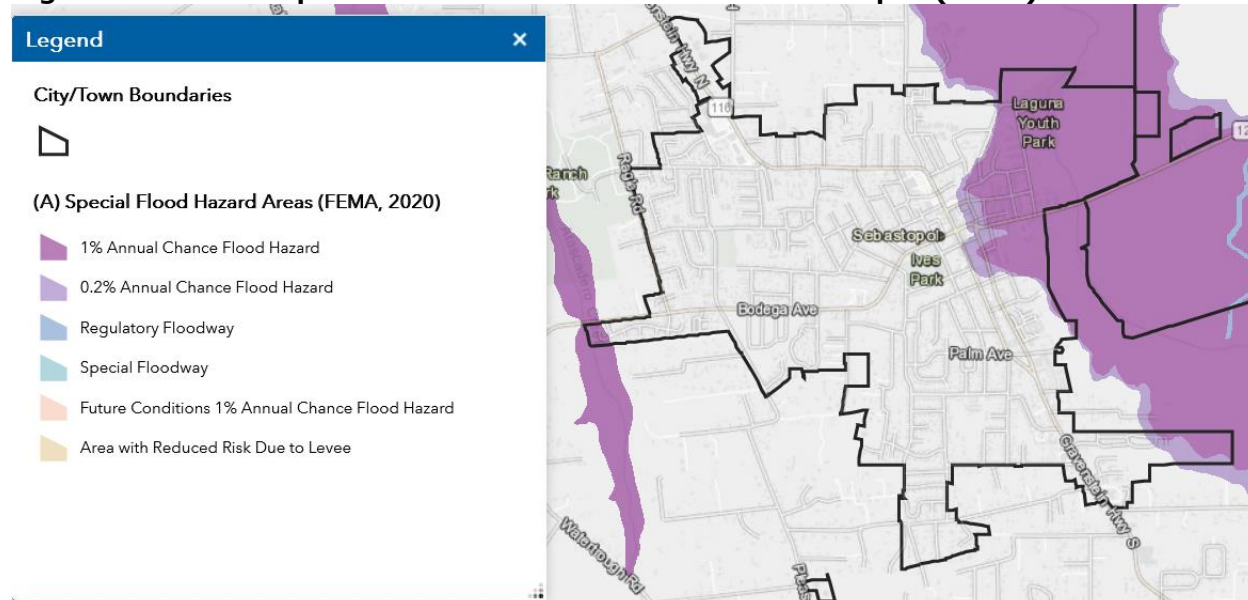 Legend
×
City/Town Boundaries
(A) Special Flood Hazard Areas (FEMA, 2020)
1% Annual Chance Flood Hazard
0.2% Annual Chance Flood Hazard
Regulatory Floodway
Special Floodway
Future Conditions 1% Annual Chance Flood Hazard
Area with Reduced Risk Due to Levee
Hwy N
116
Laguna
Youth
Park
12
Ranch
Ragle Rd
Sebastopol
Ives
Park
Bodega Ave
Palm Ave
Gravenstein Hwy S